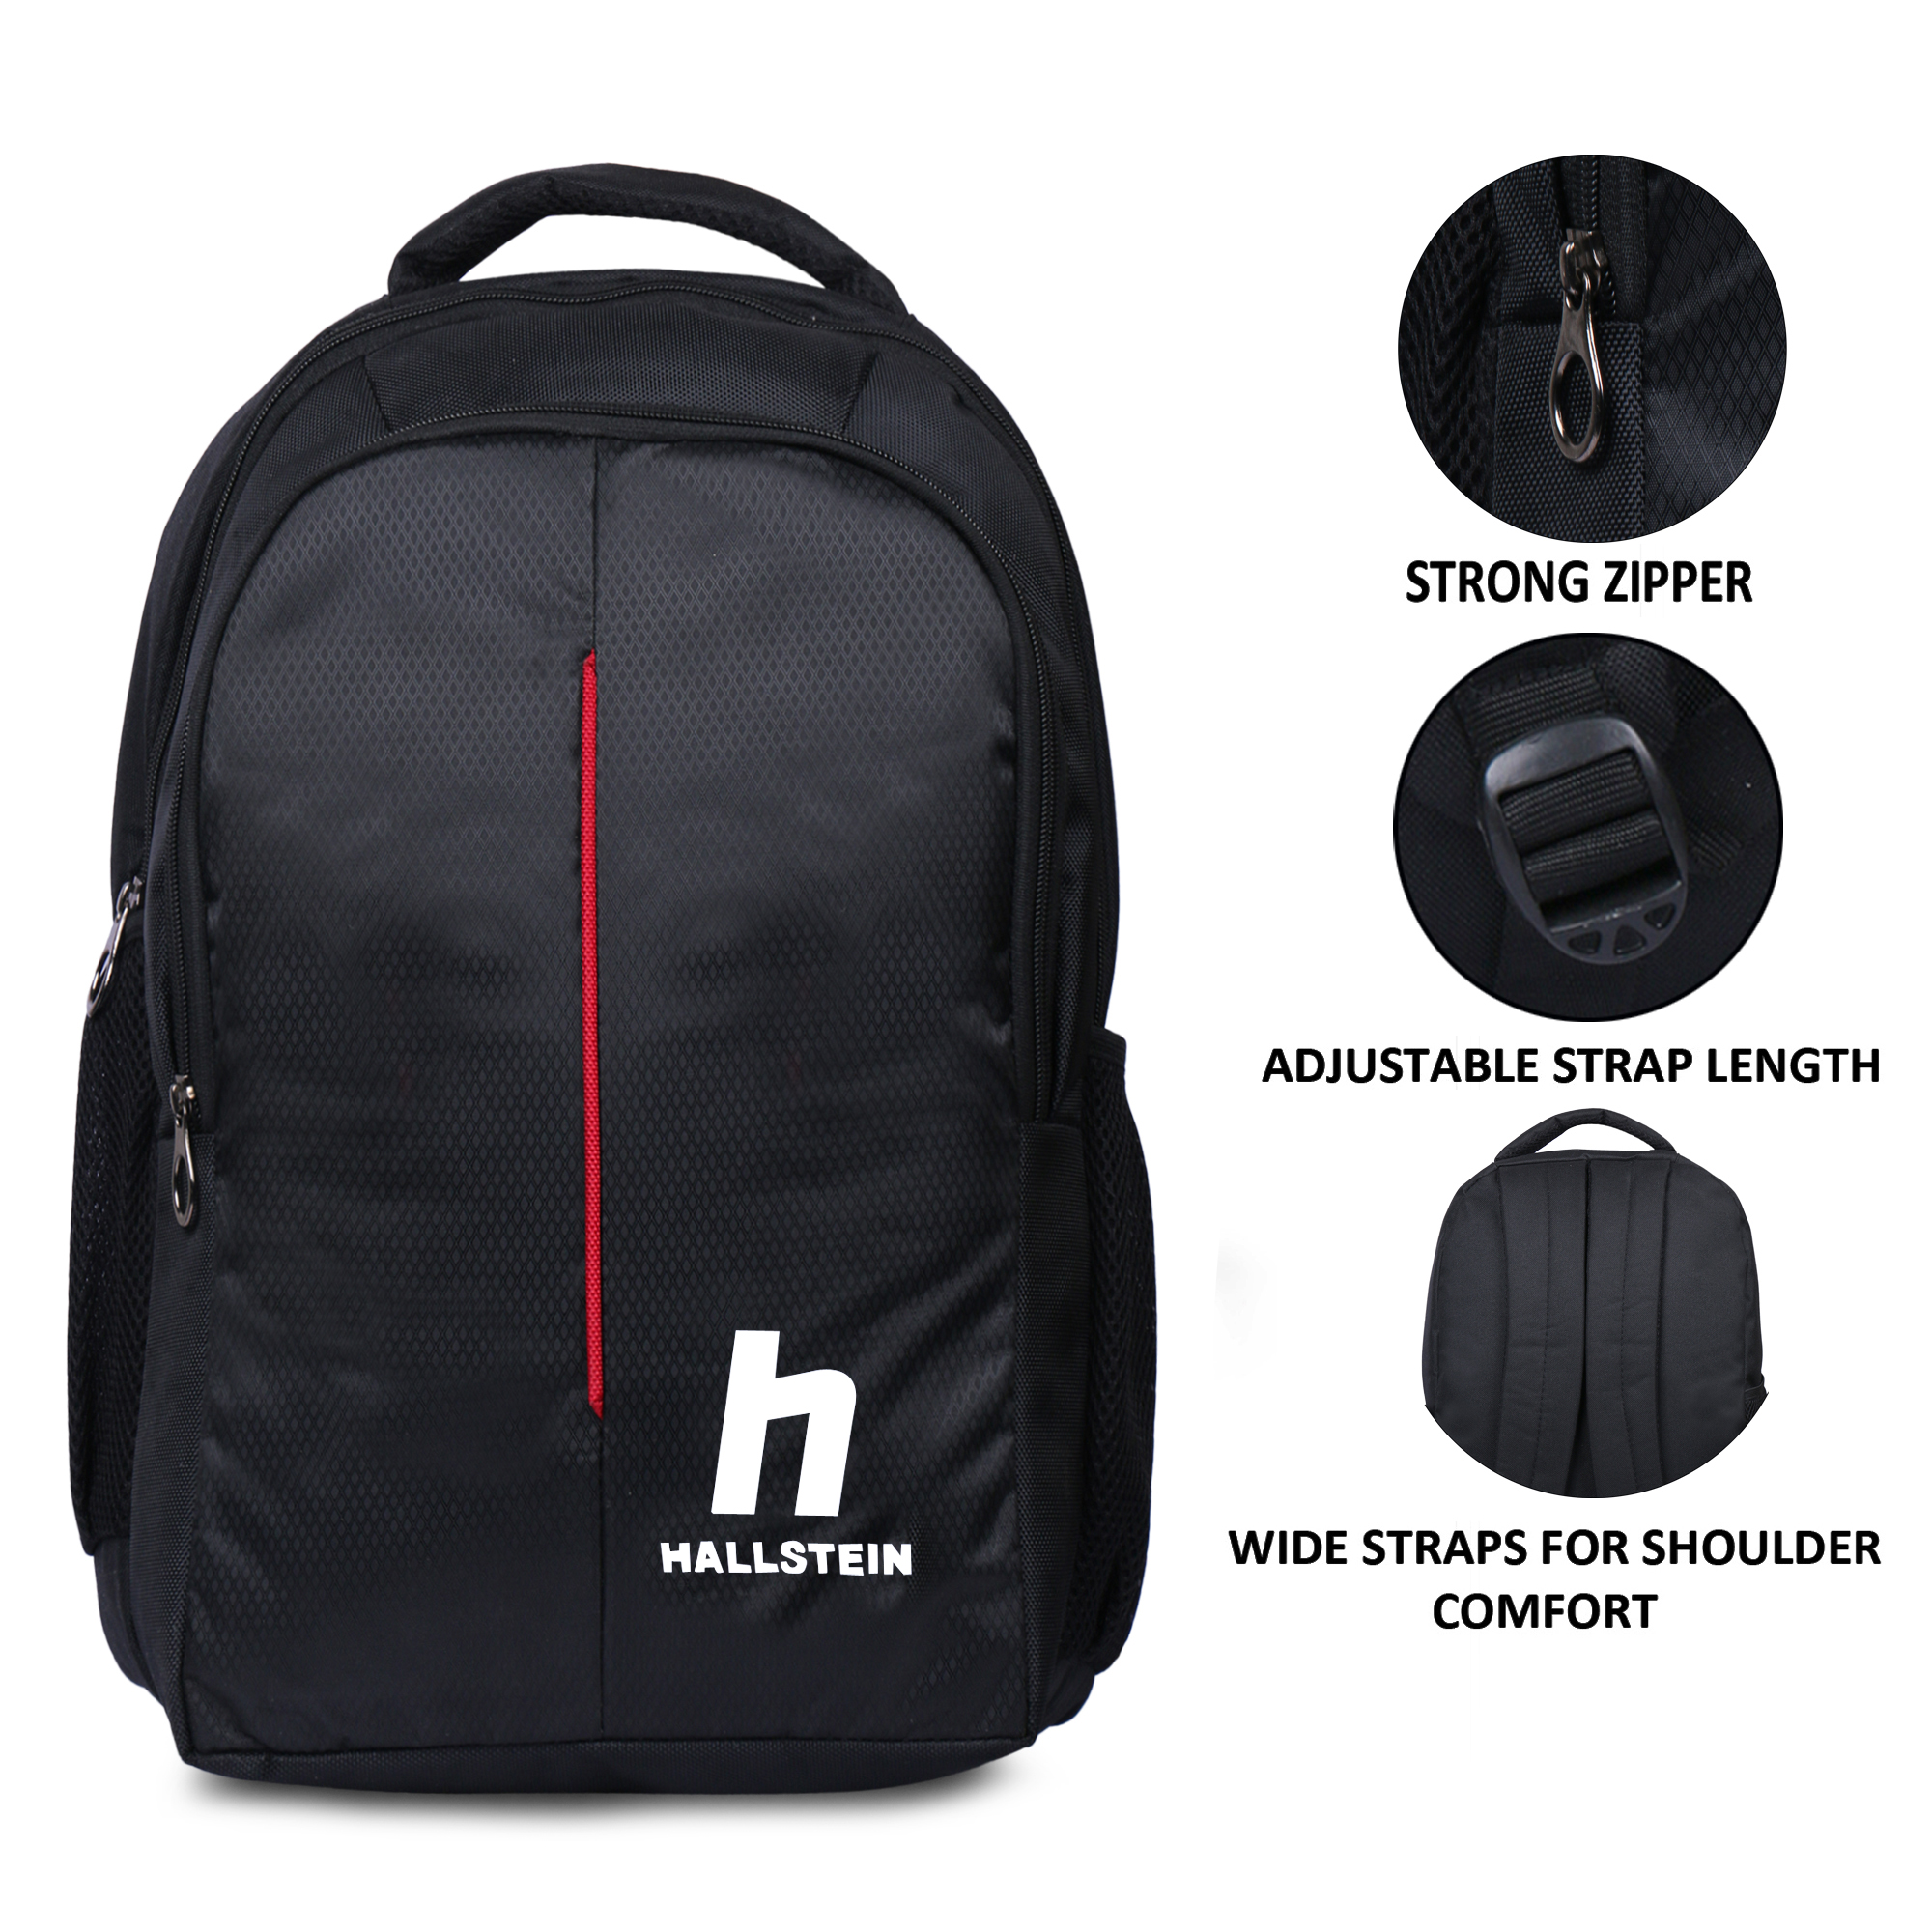 h
HALLSTEIN
STRONG ZIPPER
ADJUSTABLE STRAP LENGTH
WIDE STRAPS FOR SHOULDER
COMFORT